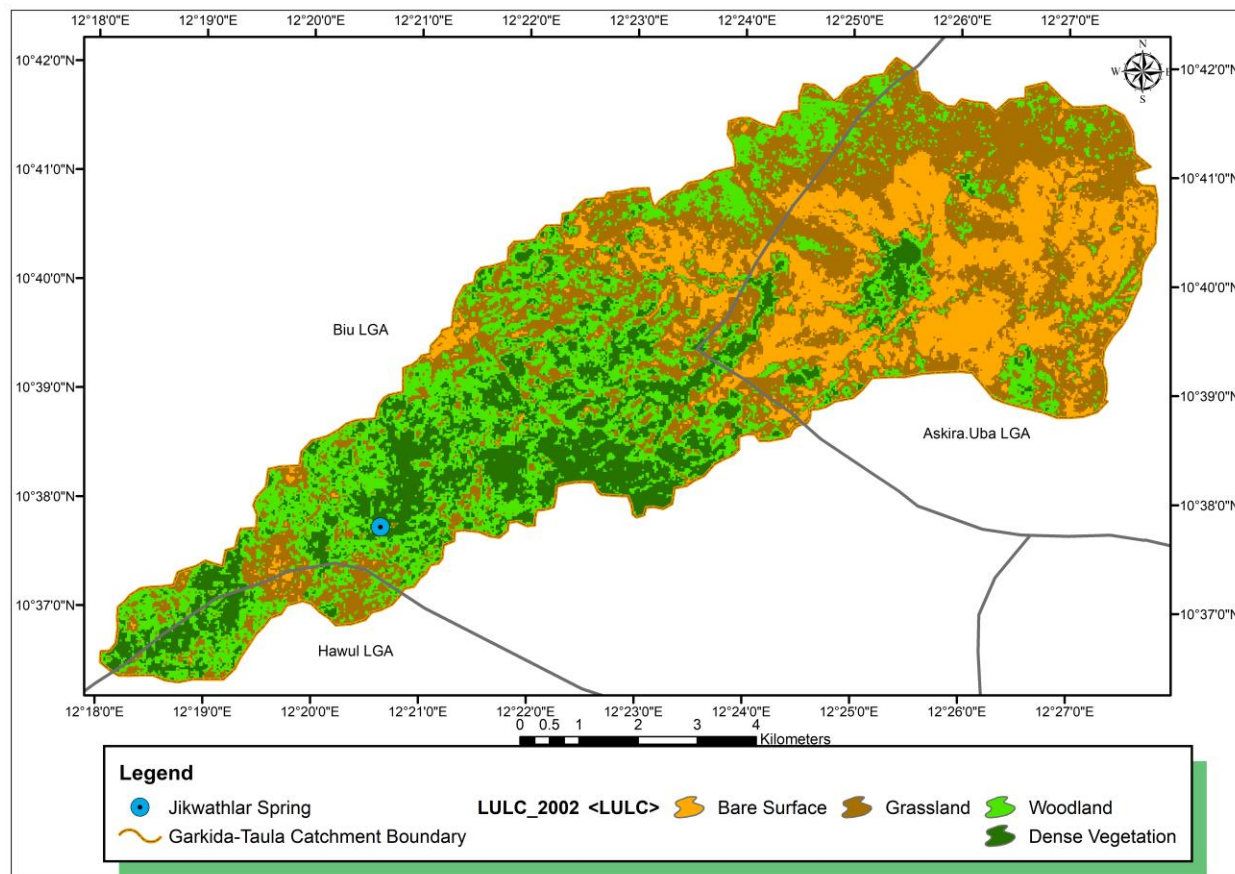 12°18'0"E 12°19'0"E 12°20'0"E 12°21'0"E 12°22'0"E 12°23'0"E 12°24'0"E 12°25'0"E 12°26'0"E 12°27'0"E
N
W E
S
10°42'0"N 10°42'0"N
10°41'0"N 10°41'0"N
10°40'0"N 10°40'0"N
Biu LGA
10°39'0"N 10°39'0"N
Askira.Uba LGA
10°38'0"N 10°38'0"N
10°37'0"N 10°37'0"N
Hawul LGA
12°18'0"E 12°19'0"E 12°20'0"E 12°21'0"E 12°22'0"E 12°23'0"E 12°24'0"E 12°25'0"E 12°26'0"E 12°27'0"E
0 0.5 1 2 3 4
Kilometers
Legend
Jikwathlar Spring LULC_2002 <LULC> Bare Surface Grassland Woodland
Garkida-Taula Catchment Boundary Dense Vegetation